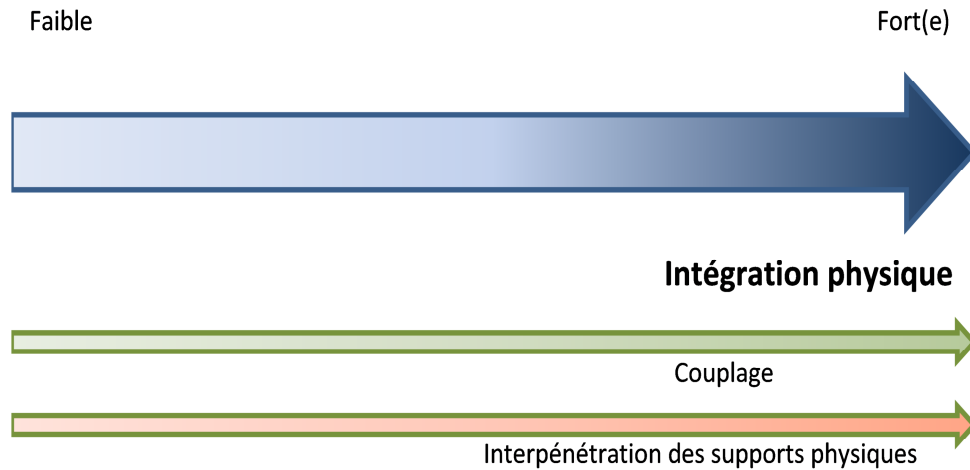 Faible
Fort(e)
Intégration physique
Couplage
Interpénétration des supports physiques